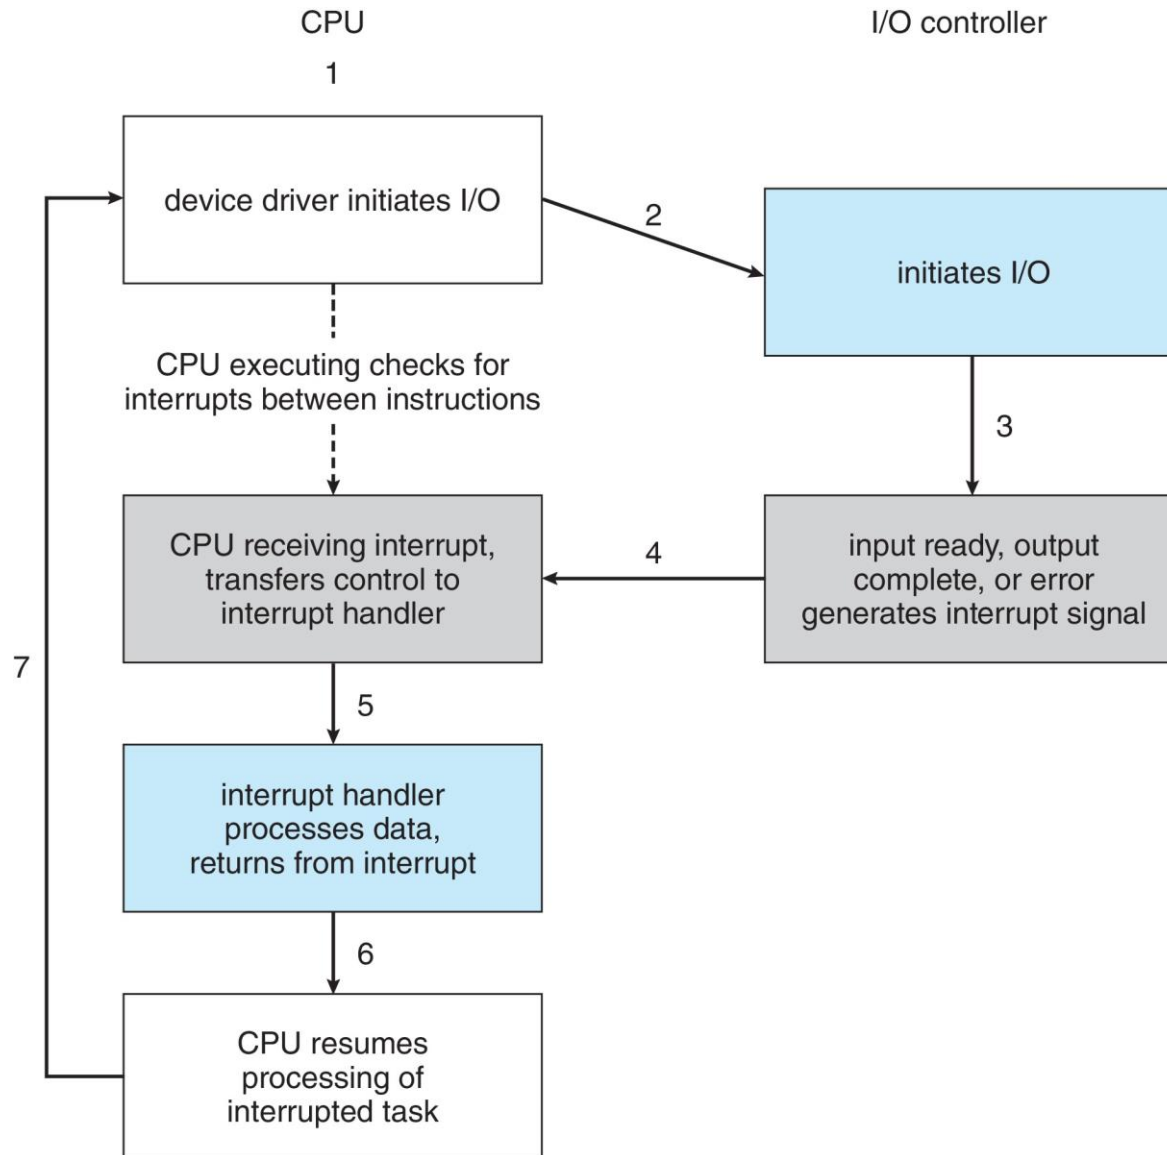 CPU
I/O controller
1
device driver initiates I/O
2
initiates I/O
CPU executing checks for
interrupts between instructions
3
CPU receiving interrupt,
transfers control to
interrupt handler
4
input ready, output
complete, or error
generates interrupt signal
7
5
interrupt handler
processes data,
returns from interrupt
6
CPU resumes
processing of
interrupted task